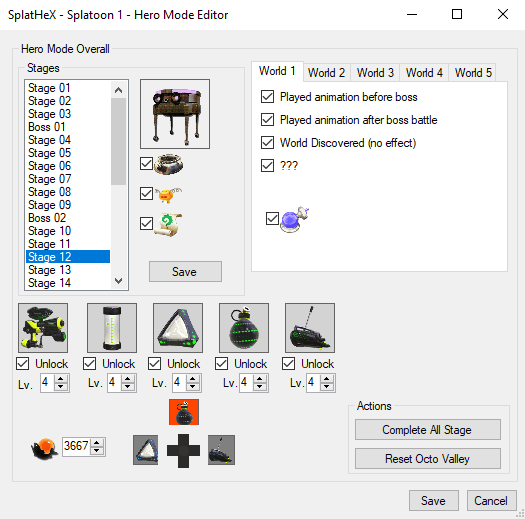 SplatHeX - Splatoon 1 - Hero Mode Editor
Hero Mode Overall
Stages
Stage 01
Stage 02
Stage 03
Boss 01
Stage 04
Stage 05
Stage 06
Stage 07
Stage 08
Stage 09
Boss 02
Stage 10
Stage 11
Stage 12
Stage 13
Stage 14
Save
World 1 World 2 World 3 World 4 World 5
Played animation before boss
Played animation after boss battle
World Discovered (no effect)
???
Unlock Unlock Unlock Unlock Unlock
Lv. 4 Lv. 4 Lv. 4 Lv. 4 Lv. 4
3667
Actions
Complete All Stage
Reset Octo Valley
Save Cancel